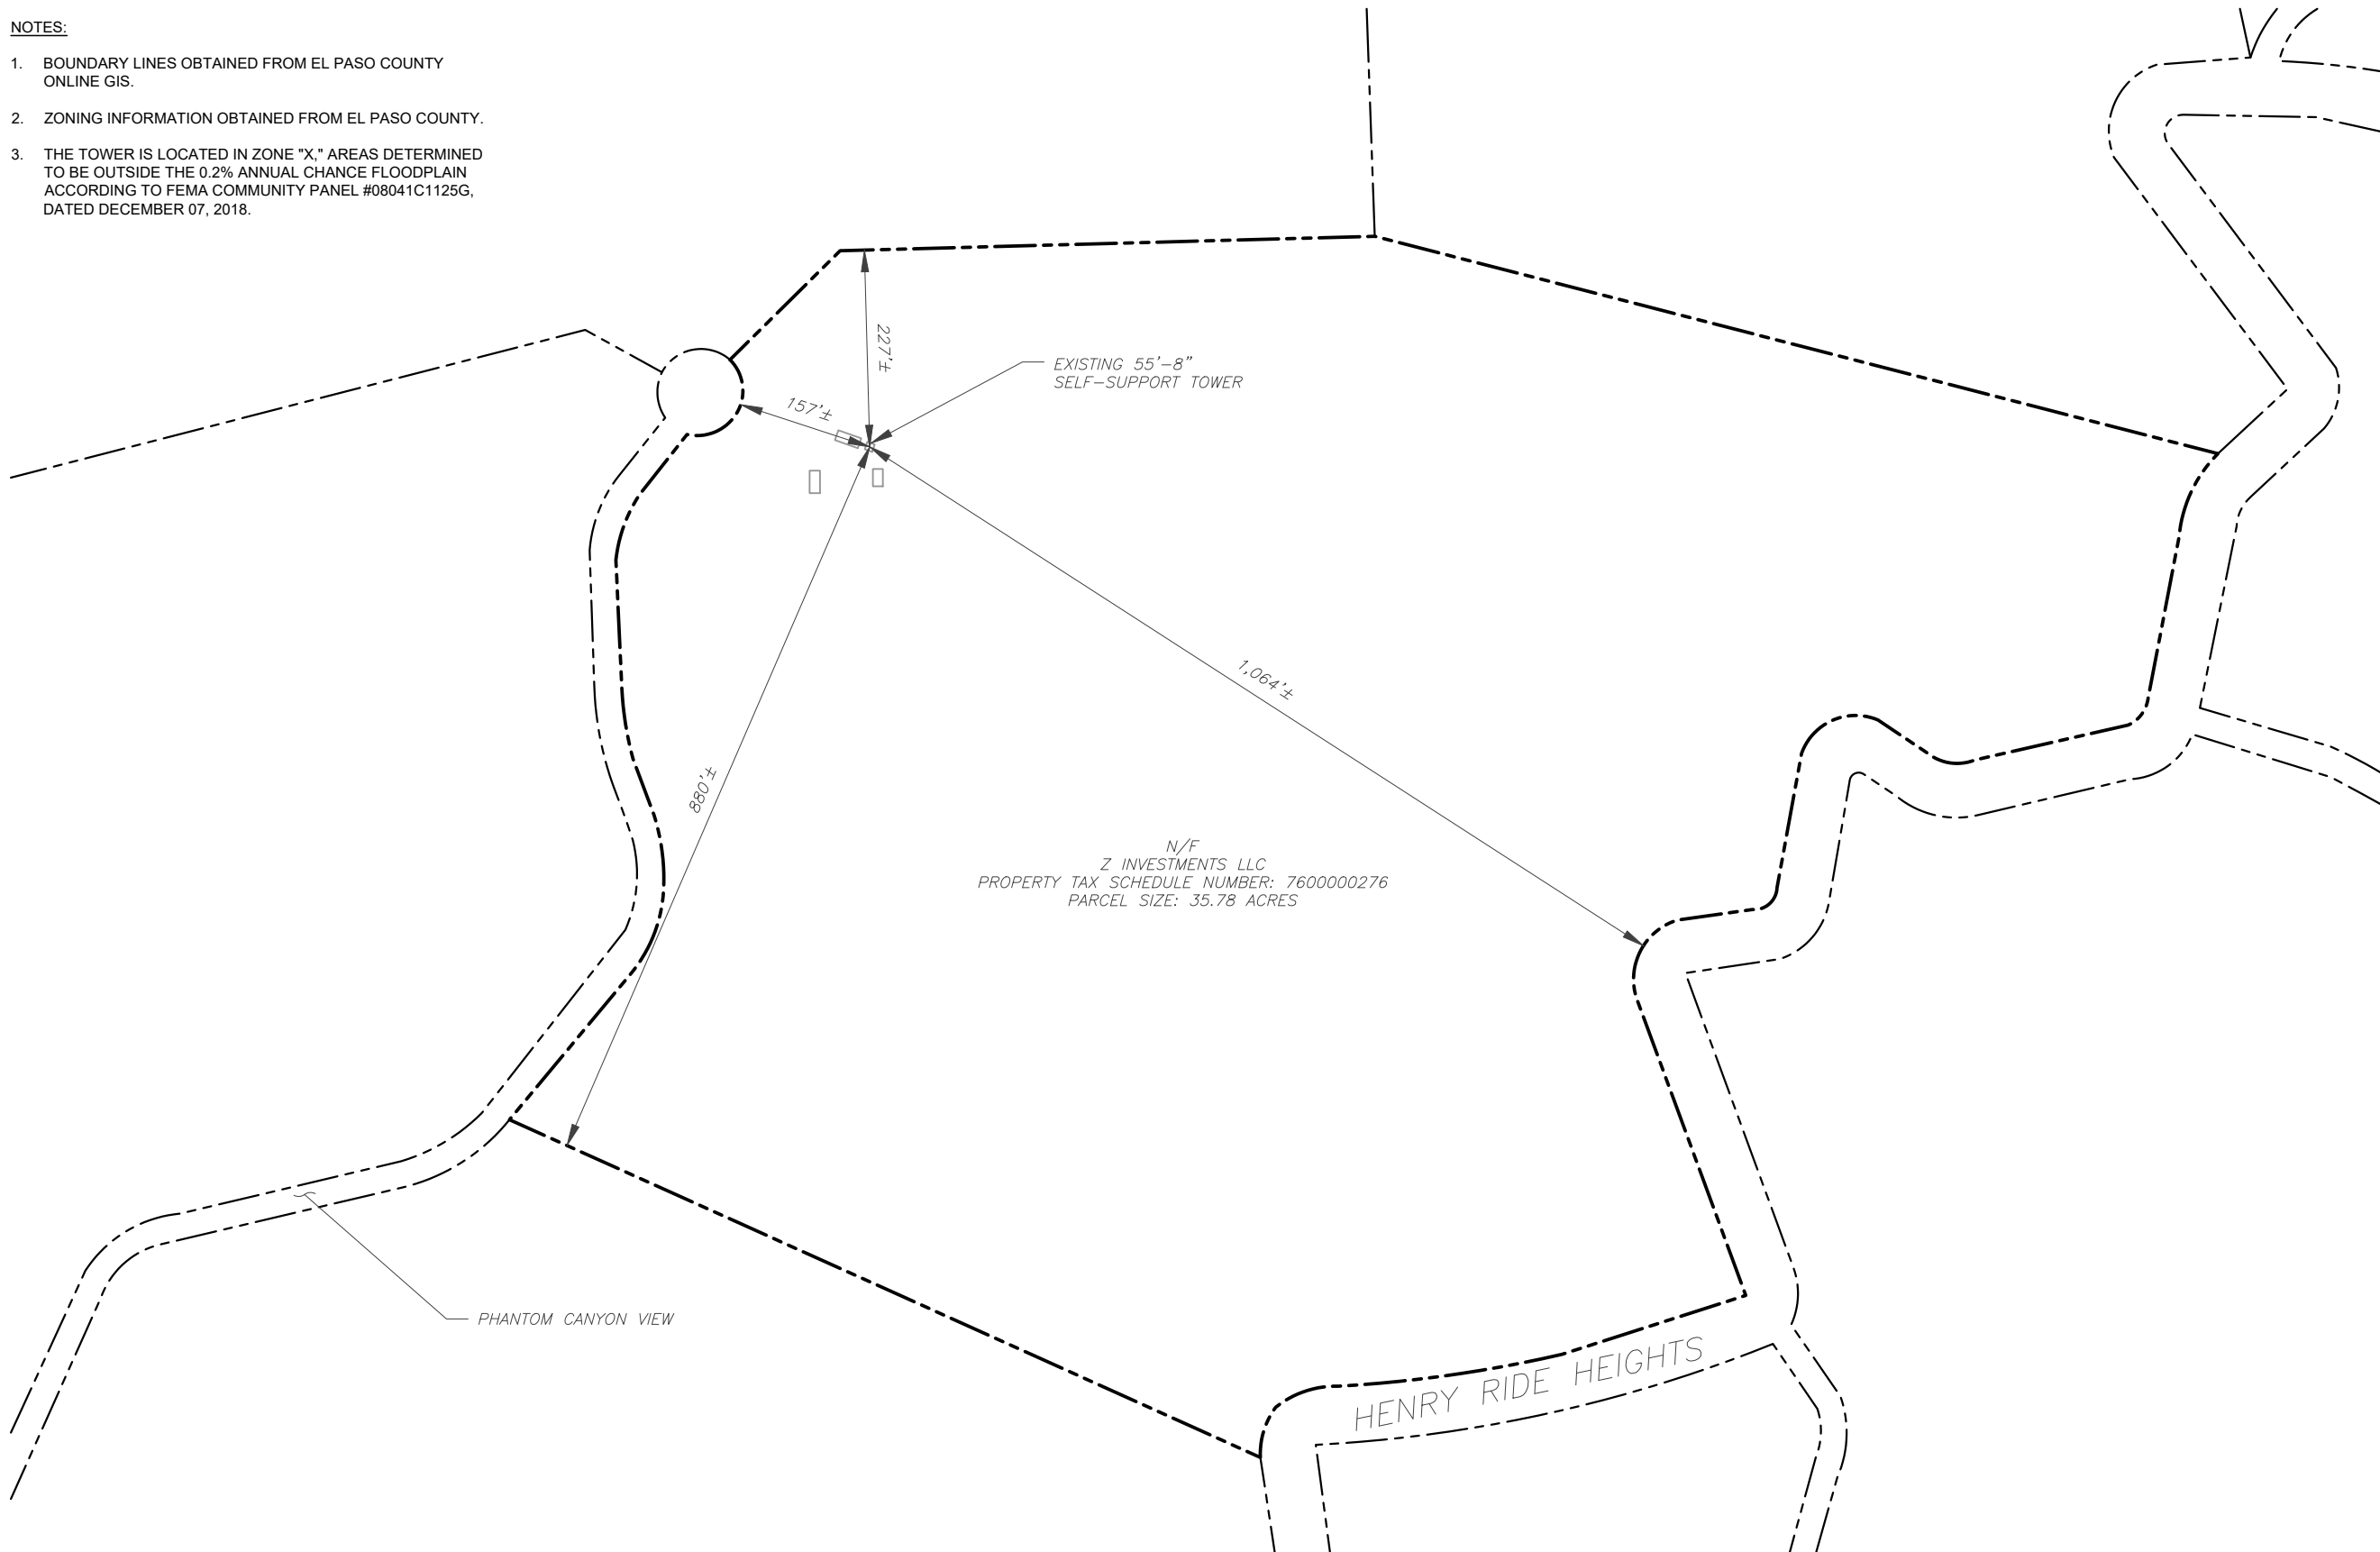 NOTES:
1. BOUNDARY LINES OBTAINED FROM EL PASO COUNTY
ONLINE GIS.
2. ZONING INFORMATION OBTAINED FROM EL PASO COUNTY.
3. THE TOWER IS LOCATED IN ZONE "X," AREAS DETERMINED
TO BE OUTSIDE THE 0.2% ANNUAL CHANCE FLOODPLAIN
ACCORDING TO FEMA COMMUNITY PANEL #08041C1125G,
DATED DECEMBER 07, 2018.
227'±
EXISTING 55'-8"
SELF-SUPPORT TOWER
157'±
1,064'±
880'±
N/F
Z INVESTMENTS LLC
PROPERTY TAX SCHEDULE NUMBER: 7600000276
PARCEL SIZE: 35.78 ACRES
PHANTOM CANYON VIEW
HENRY RIDE HEIGHTS